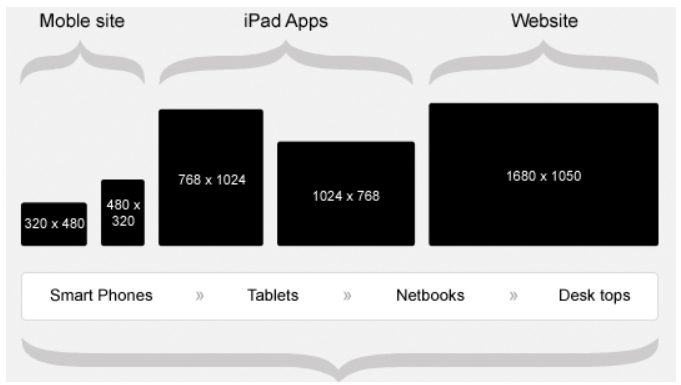 Moble site
iPad Apps
Website
320 x 480
480 x
320
768 x 1024
1024 x 768
1680 x 1050
Smart Phones » Tablets » Netbooks » Desk tops